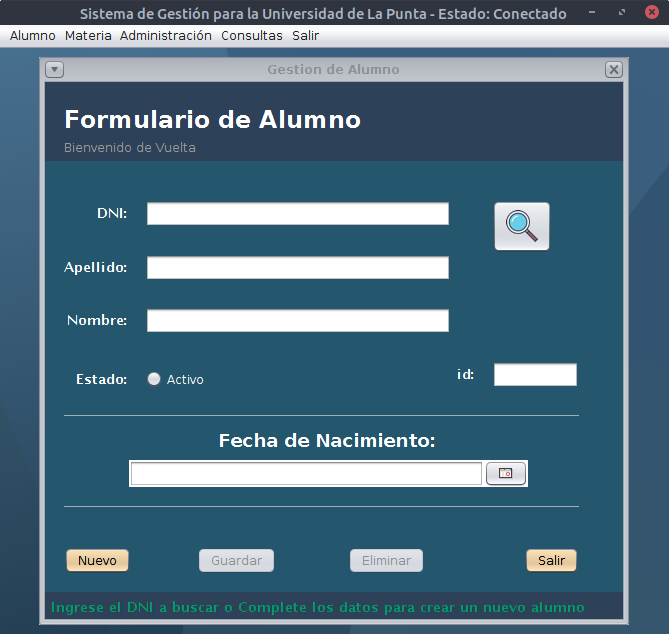 Sistema de Gestión para la Universidad de La Punta - Estado: Conectado
Alumno Materia Administración Consultas Salir
Gestion de Alumno
Formulario de Alumno
Bienvenido de Vuelta
DNI:
Apellido:
Nombre:
Estado: Activo id:
Fecha de Nacimiento:
Nuevo Guardar Eliminar Salir
Ingrese el DNI a buscar o Complete los datos para crear un nuevo alumno